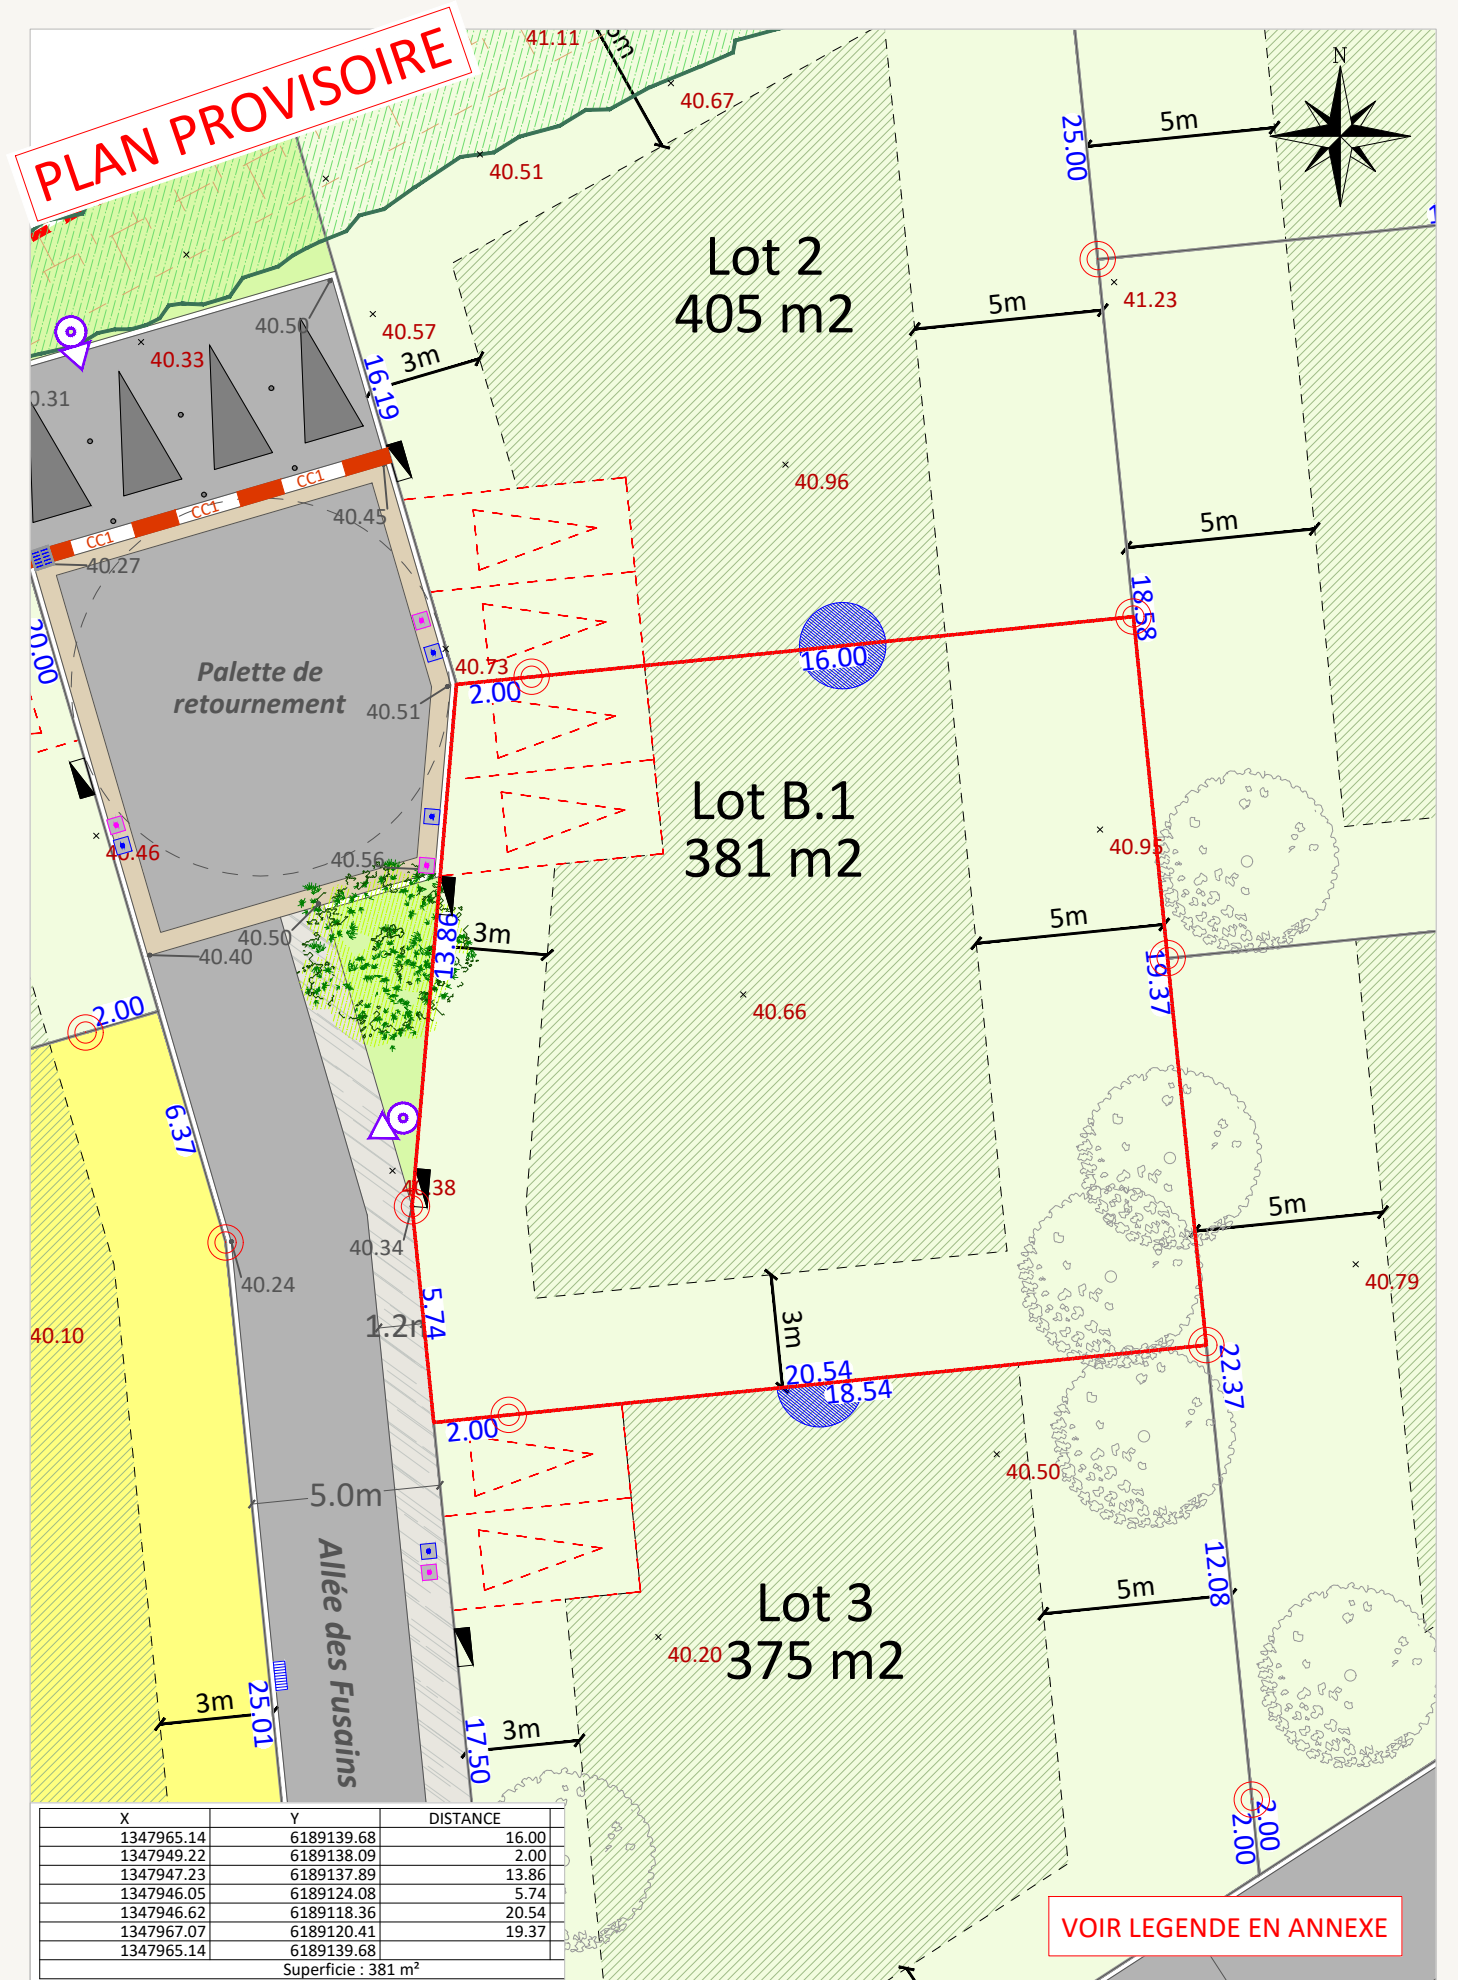 PLAN PROVISOIRE
41.11
40.67
40.51
N
25.00
5m
Lot 2
405 m2
41.23
5m
40.50
40.57
40.33
16.19
3m
0.31
CC1
CC1
CC1
40.45
40.27
40.96
5m
18.58
20.00
Palette de
retournement
40.73
2.00
16.00
40.51
Lot B.1
381 m2
40.95
40.46
40.56
13.86
3m
5m
40.50
40.40
19.37
2.00
40.66
6.37
40.38
40.34
5m
40.24
40.79
5.74
3m
40.10
20.54
18.54
22.37
2.00
40.50
5.0m
Allée des Fusains
12.08
5m
Lot 3
375 m2
40.20
3m
25.01
17.50
3m
2.00
2.00
X Y DISTANCE
1347965.14 6189139.68 16.00
1347949.22 6189138.09 2.00
1347947.23 6189137.89 13.86
1347946.05 6189124.08 5.74
1347946.62 6189118.36 20.54
1347967.07 6189120.41 19.37
1347965.14 6189139.68
Superficie : 381 m²
VOIR LEGENDE EN ANNEXE